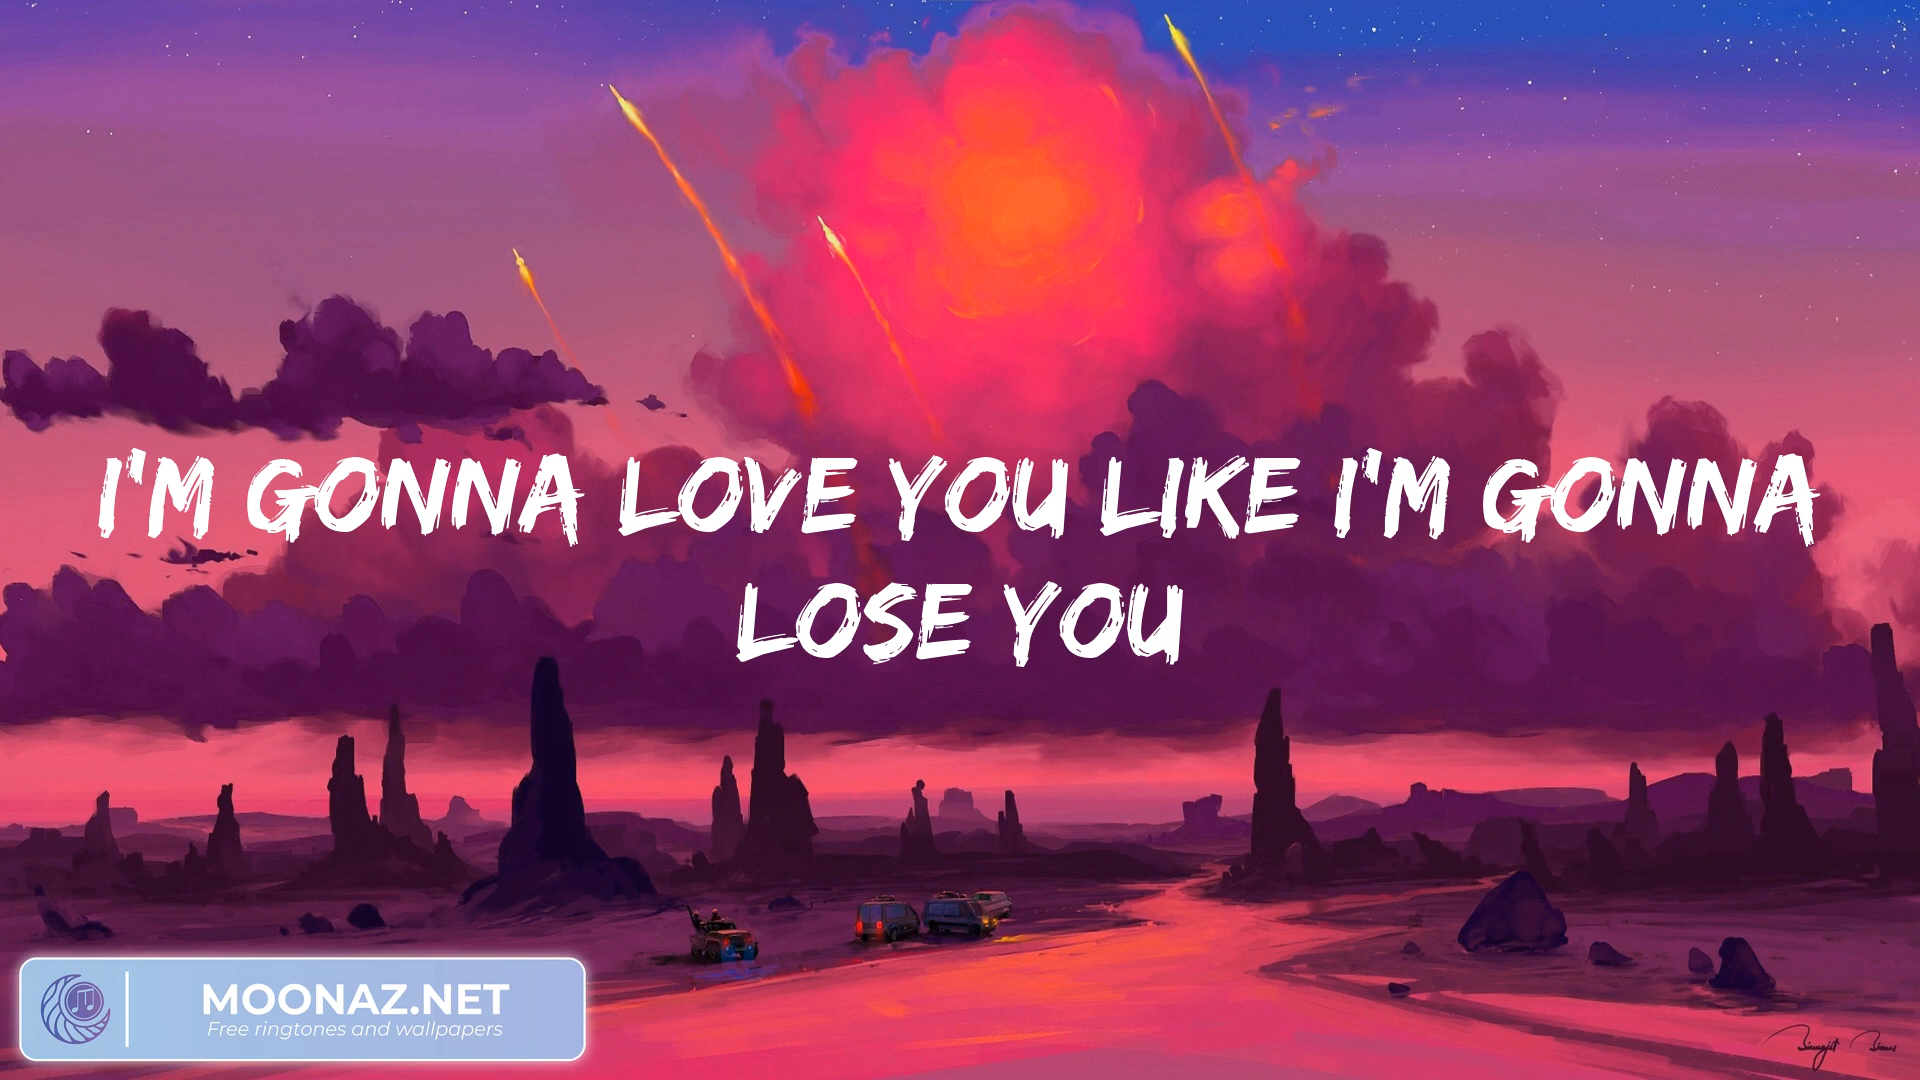 I'M GONNA LOVE YOU LIKE I'M GONNA
LOSE YOU
MOONAZ.NET
Free ringtones and wallpapers